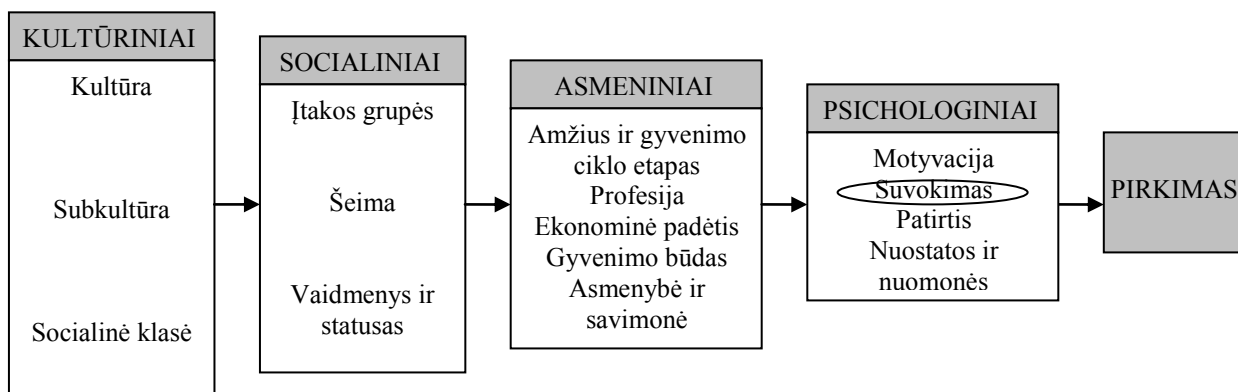 KULTŪRINIAI
Kultūra
Subkultūra
Socialinė klasė
SOCIALINIAI
Įtakos grupės
Šeima
Vaidmenys ir
statusas
ASMENINIAI
Amžius ir gyvenimo
ciklo etapas
Profesija
Ekonominė padėtis
Gyvenimo būdas
Asmenybė ir
savimonė
PSICHOLOGINIAI
Motyvacija
Suvokimas
Patirtis
Nuostatos ir
nuomonės
PIRKIMAS